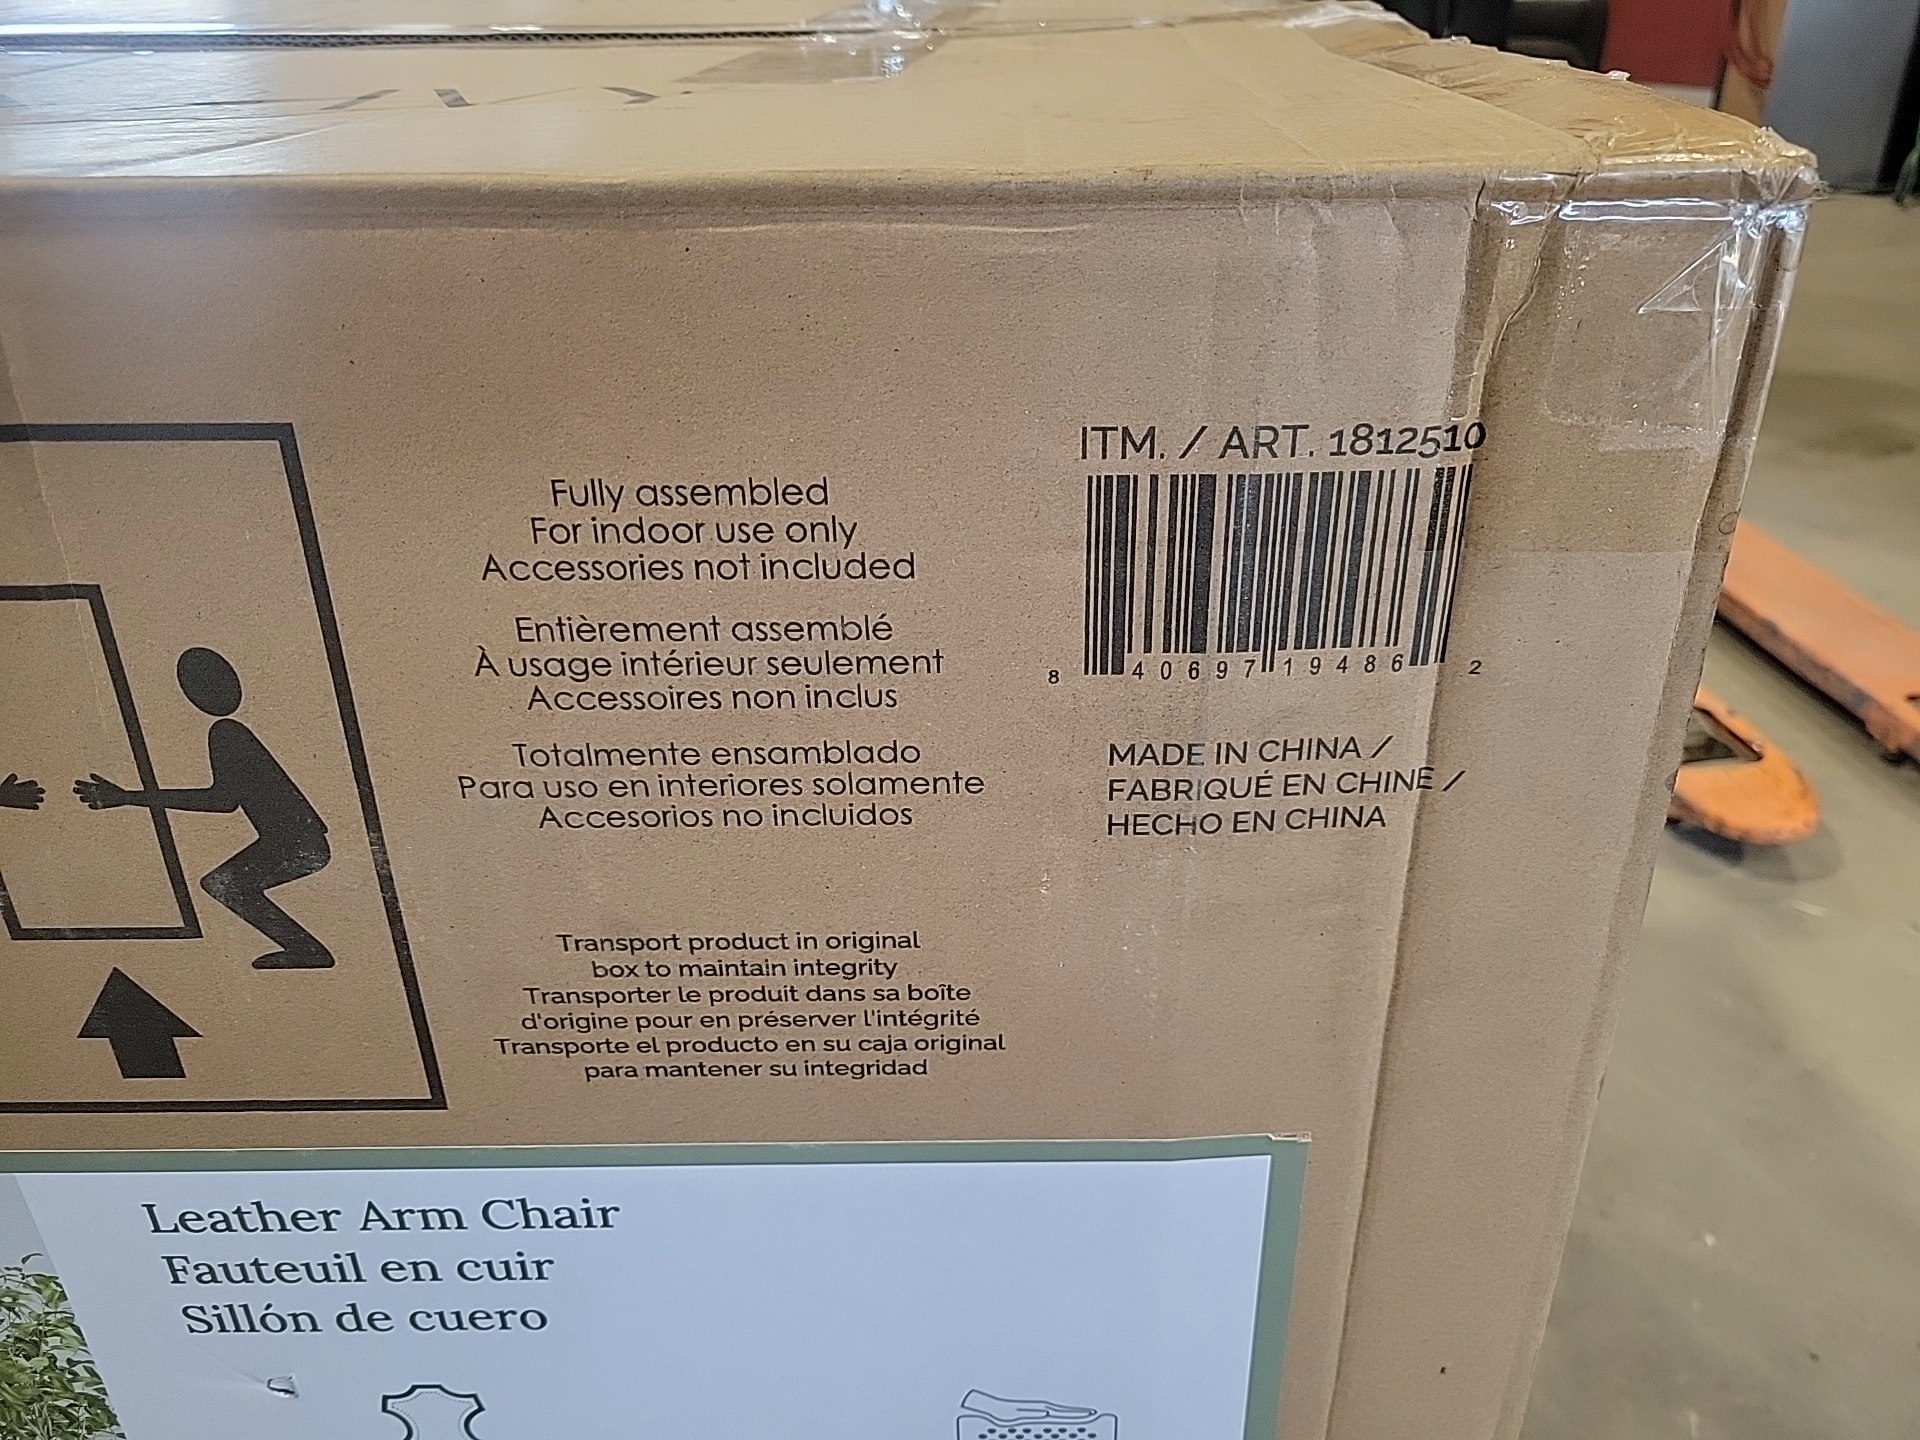 Fully assembled
For indoor use only
Accessories not included
Entièrement assemblé
À usage intérieur seulement
Accessoires non inclus
Totalmente ensamblado
Para uso en interiores solamente
Accesorios no incluidos
Transport product in original
box to maintain integrity
Transporter le produit dans sa boîte
d'origine pour en préserver l'intégrité
Transporte el producto en su caja original
para mantener su integridad
ITM. / ART. 1812510
8 40697 19486 2
MADE IN CHINA /
FABRIQUÉ EN CHINE /
HECHO EN CHINA
Leather Arm Chair
Fauteuil en cuir
Sillón de cuero